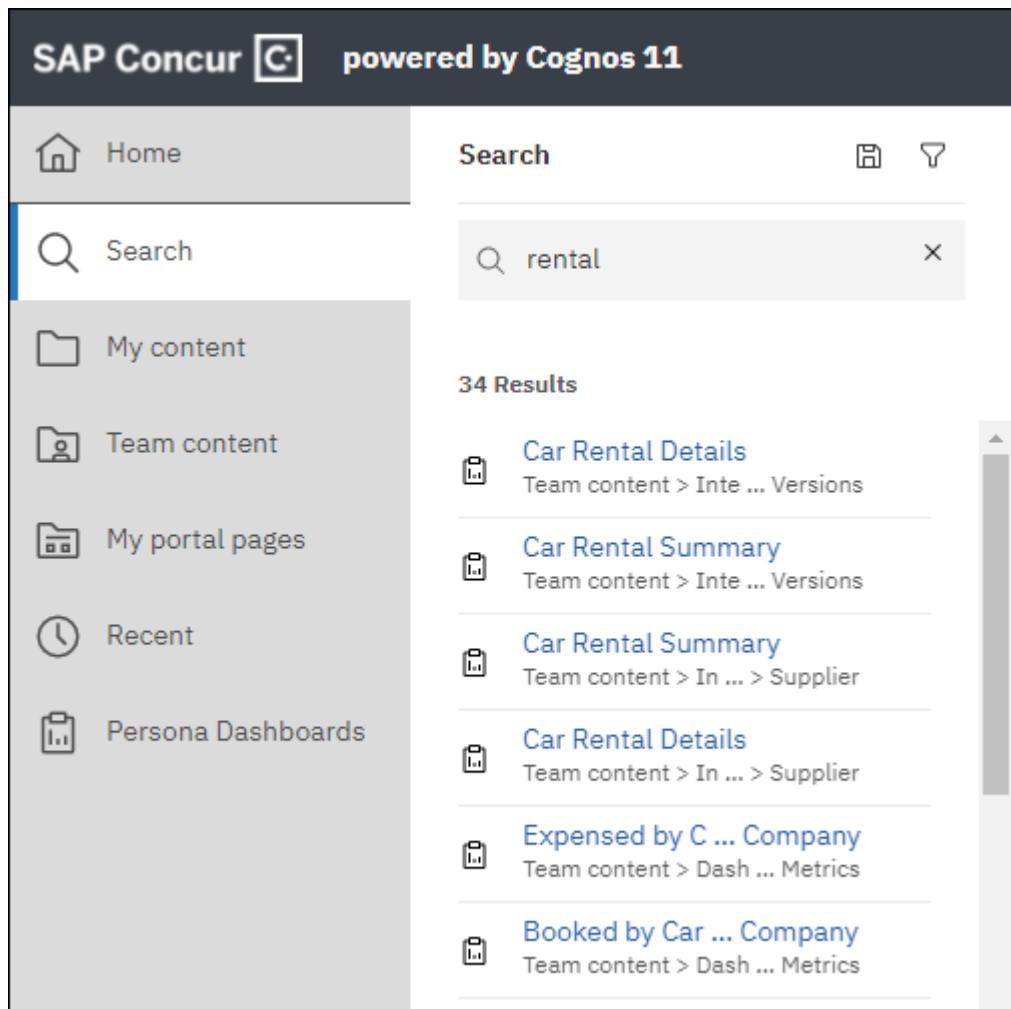 SAP Concur C powered by Cognos 11
Home
Search
My content
Team content
My portal pages
Recent
Persona Dashboards
Search
rental
34 Results
Car Rental Details
Team content > Inte ... Versions
Car Rental Summary
Team content > Inte ... Versions
Car Rental Summary
Team content > In ... > Supplier
Car Rental Details
Team content > In ... > Supplier
Expensed by C ... Company
Team content > Dash ... Metrics
Booked by Car ... Company
Team content > Dash ... Metrics